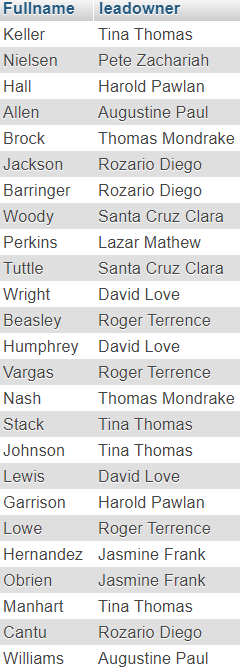 Fullname leadowner
Keller Tina Thomas
Nielsen Pete Zachariah
Hall Harold Pawlan
Allen Augustine Paul
Brock Thomas Mondrake
Jackson Rozario Diego
Barringer Rozario Diego
Woody Santa Cruz Clara
Perkins Lazar Mathew
Tuttle Santa Cruz Clara
Wright David Love
Beasley Roger Terrence
Humphrey David Love
Vargas Roger Terrence
Nash Thomas Mondrake
Stack Tina Thomas
Johnson Tina Thomas
Lewis David Love
Garrison Harold Pawlan
Lowe Roger Terrence
Hernandez Jasmine Frank
Obrien Jasmine Frank
Manhart Tina Thomas
Cantu Rozario Diego
Williams Augustine Paul